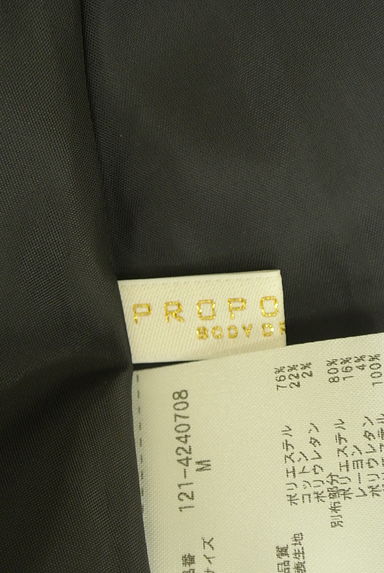 PROPO
BODY
品番
121-4240708
サイズ
M
品質
表生地
ポリエステル 76%
コットン 22%
ポリウレタン 2%
別布部分
ポリエステル 80%
レーヨン 16%
ポリウレタン 4%
100%